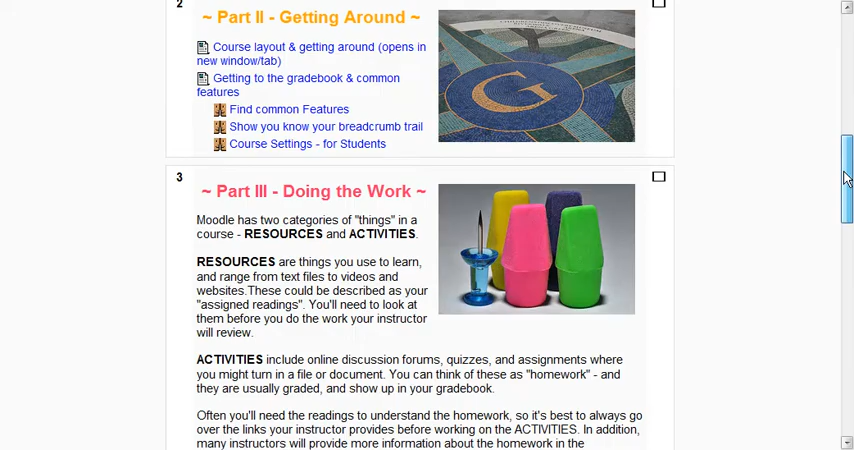 2
~ Part II - Getting Around ~
Course layout & getting around (opens in
new window/tab)
Getting to the gradebook & common
features
Find common Features
Show you know your breadcrumb trail
Course Settings - for Students
G
3
~ Part III - Doing the Work ~
Moodle has two categories of "things" in a
course - RESOURCES and ACTIVITIES.
RESOURCES are things you use to learn,
and range from text files to videos and
websites.These could be described as your
"assigned readings". You'll need to look at
them before you do the work your instructor
will review.
ACTIVITIES include online discussion forums, quizzes, and assignments where
you might turn in a file or document. You can think of these as "homework" - and
they are usually graded, and show up in your gradebook.
Often you'll need the readings to understand the homework, so it's best to always go
over the links your instructor provides before working on the ACTIVITIES. In addition,
many instructors will provide more information about the homework in the